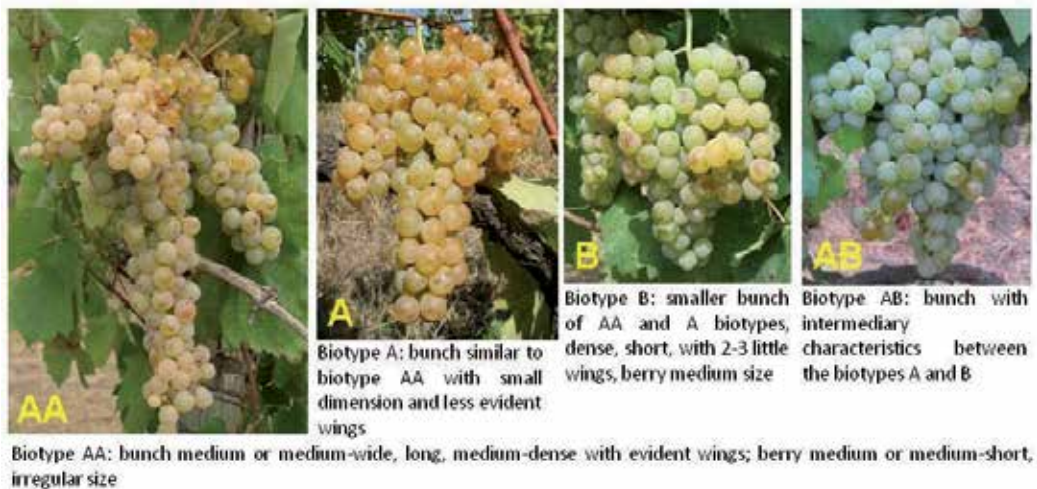 AA
A
B
AB
Biotype A: bunch similar to
biotype AA with small
dimension and less evident
wings
Biotype B: smaller bunch
of AA and A biotypes,
dense, short, with 2-3 little
wings, berry medium size
Biotype AB: bunch with
intermediary
characteristics between
the biotypes A and B
Biotype AA: bunch medium or medium-wide, long, medium-dense with evident wings; berry medium or medium-short,
irregular size